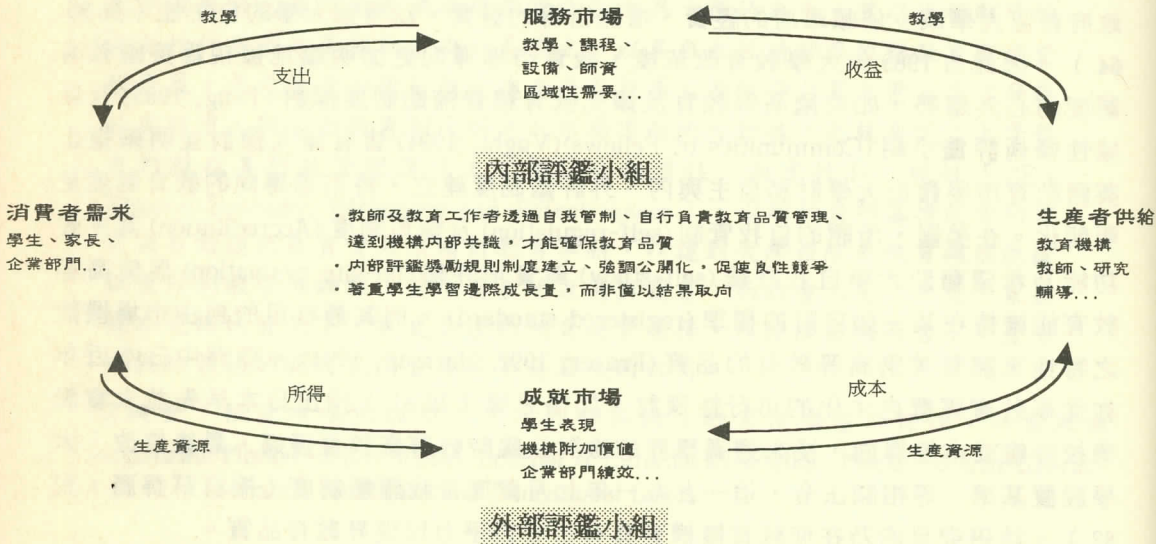 教學
服務市場
教學
教學、課程、
設備、師資
區域性需要...
支出
收益
內部評鑑小組
消費者需求
學生、家長、
企業部門...
・教師及教育工作者透過自我管制、自行負責教育品質管理、
達到機構内部共識，才能確保教育品質
・内部評鑑獎勵規則制度建立、強調公開化、促使良性競爭
・著重學生學習邊際成長量，而非僅以結果取向
生產者供給
教育機構
教師、研究
輔導...
所得
成本
成就市場
學生表現
機構附加價值
企業部門績效...
生產資源
生產資源
外部評鑑小組